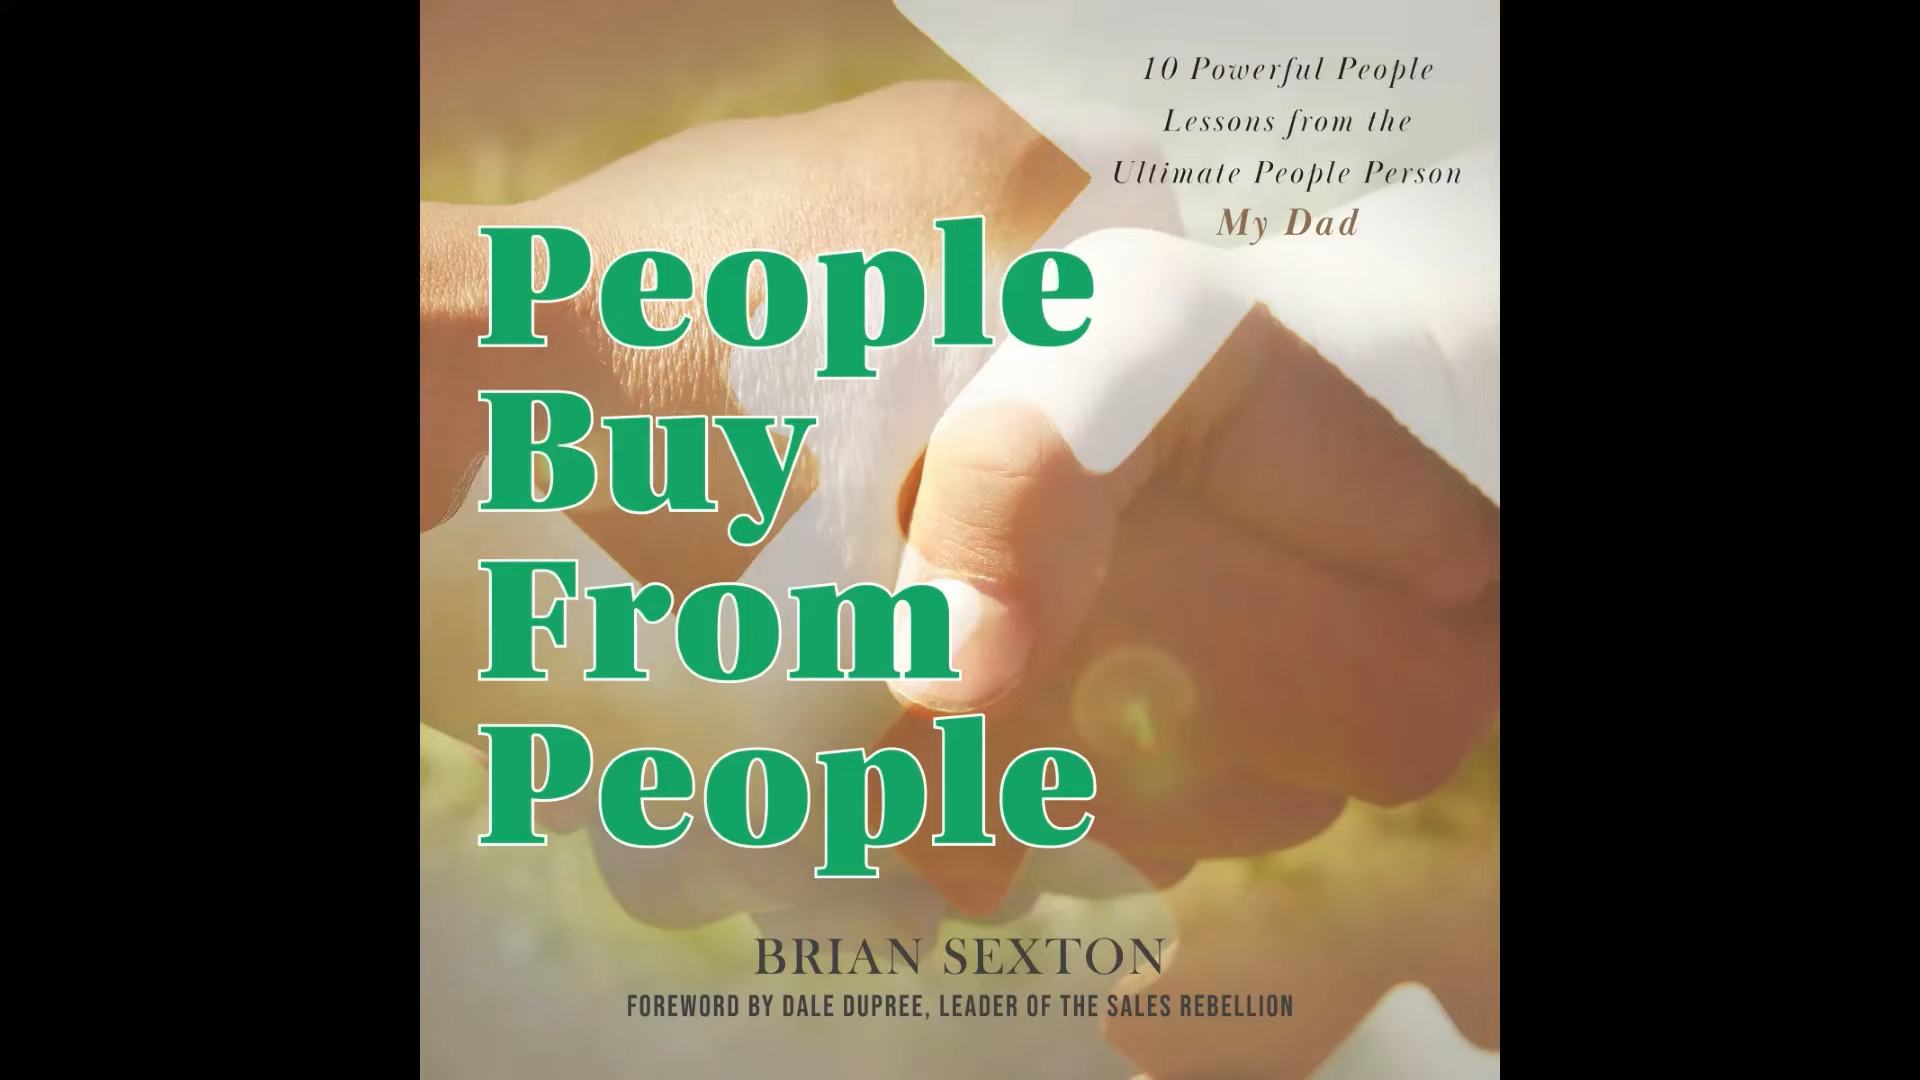 10 Powerful People
Lessons from the
Ultimate People Person
My Dad
People
Buy
From
People
BRIAN SEXTON
FOREWORD BY DALE DUPREE, LEADER OF THE SALES REBELLION